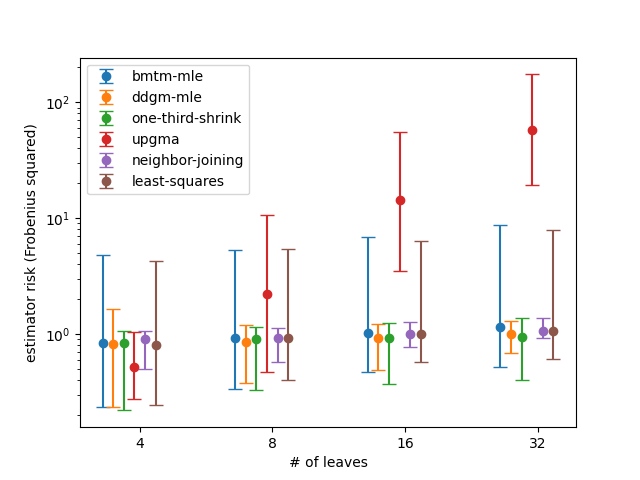 bmtm-mle
ddgm-mle
one-third-shrink
upgma
neighbor-joining
least-squares
10²
10¹
10⁰
estimator risk (Frobenius squared)
4 8 16 32
# of leaves